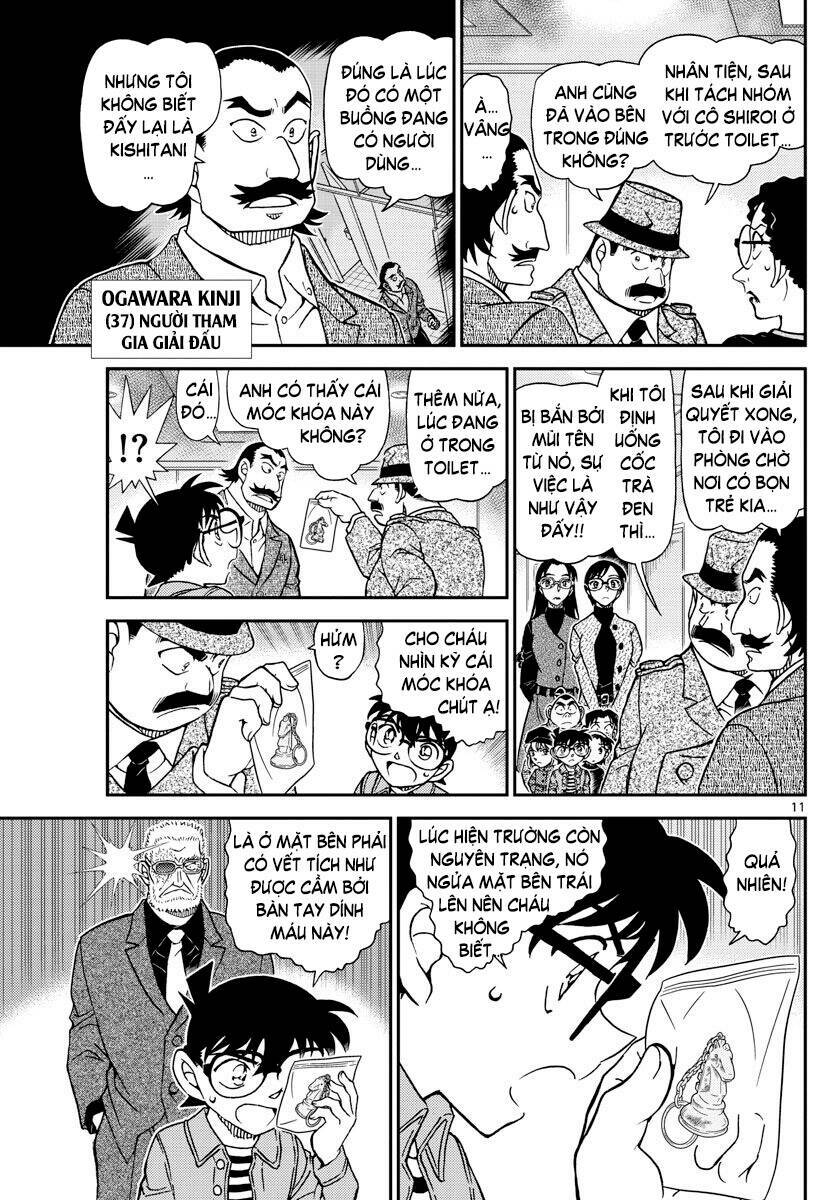 NHÂN TIỆN, SAU
KHI TÁCH NHÓM
VỚI CÔ SHIROI Ở
TRƯỚC TOILET...
ANH CŨNG
ĐÃ VÀO BÊN
TRONG ĐÚNG
KHÔNG?
À...
VÂNG
...
ĐÚNG LÀ LÚC
ĐÓ CÓ MỘT
BUỒNG ĐANG
CÓ NGƯỜI
DÙNG...
NHƯNG TÔI
KHÔNG BIẾT
ĐẤY LẠI LÀ
KISHITANI
...
OGAWARA KINJI
(37) NGƯỜI THAM
GIA GIẢI ĐẤU
SAU KHI GIẢI
QUYẾT XONG,
TÔI ĐI VÀO
PHÒNG CHỜ
NƠI CÓ BỌN
TRẺ KIA...
KHI TÔI
ĐỊNH
UỐNG
CỐC
TRÀ
ĐEN
THÌ...
BỊ BẮN BỞI
MŨI TÊN
TỪ NÓ, SỰ
VIỆC LÀ
NHƯ VẬY
ĐẤY!!
THÊM NỮA,
LÚC ĐANG
Ở TRONG
TOILET...
ANH CÓ THẤY CÁI
MÓC KHÓA NÀY
KHÔNG?
CÁI
ĐÓ...
!?
CHO CHÁU
NHÌN KỸ CÁI
MÓC KHÓA
CHÚT Ạ!
HỬM
?
11
QUẢ
NHIÊN!
LÚC HIỆN TRƯỜNG CÒN
NGUYÊN TRẠNG, NÓ
NGỬA MẶT BÊN TRÁI
LÊN NÊN CHÁU
KHÔNG
BIẾT...
LÀ Ở MẶT BÊN PHẢI
CÓ VẾT TÍCH NHƯ
ĐƯỢC CẦM BỞI
BÀN TAY DÍNH
MÁU NÀY!